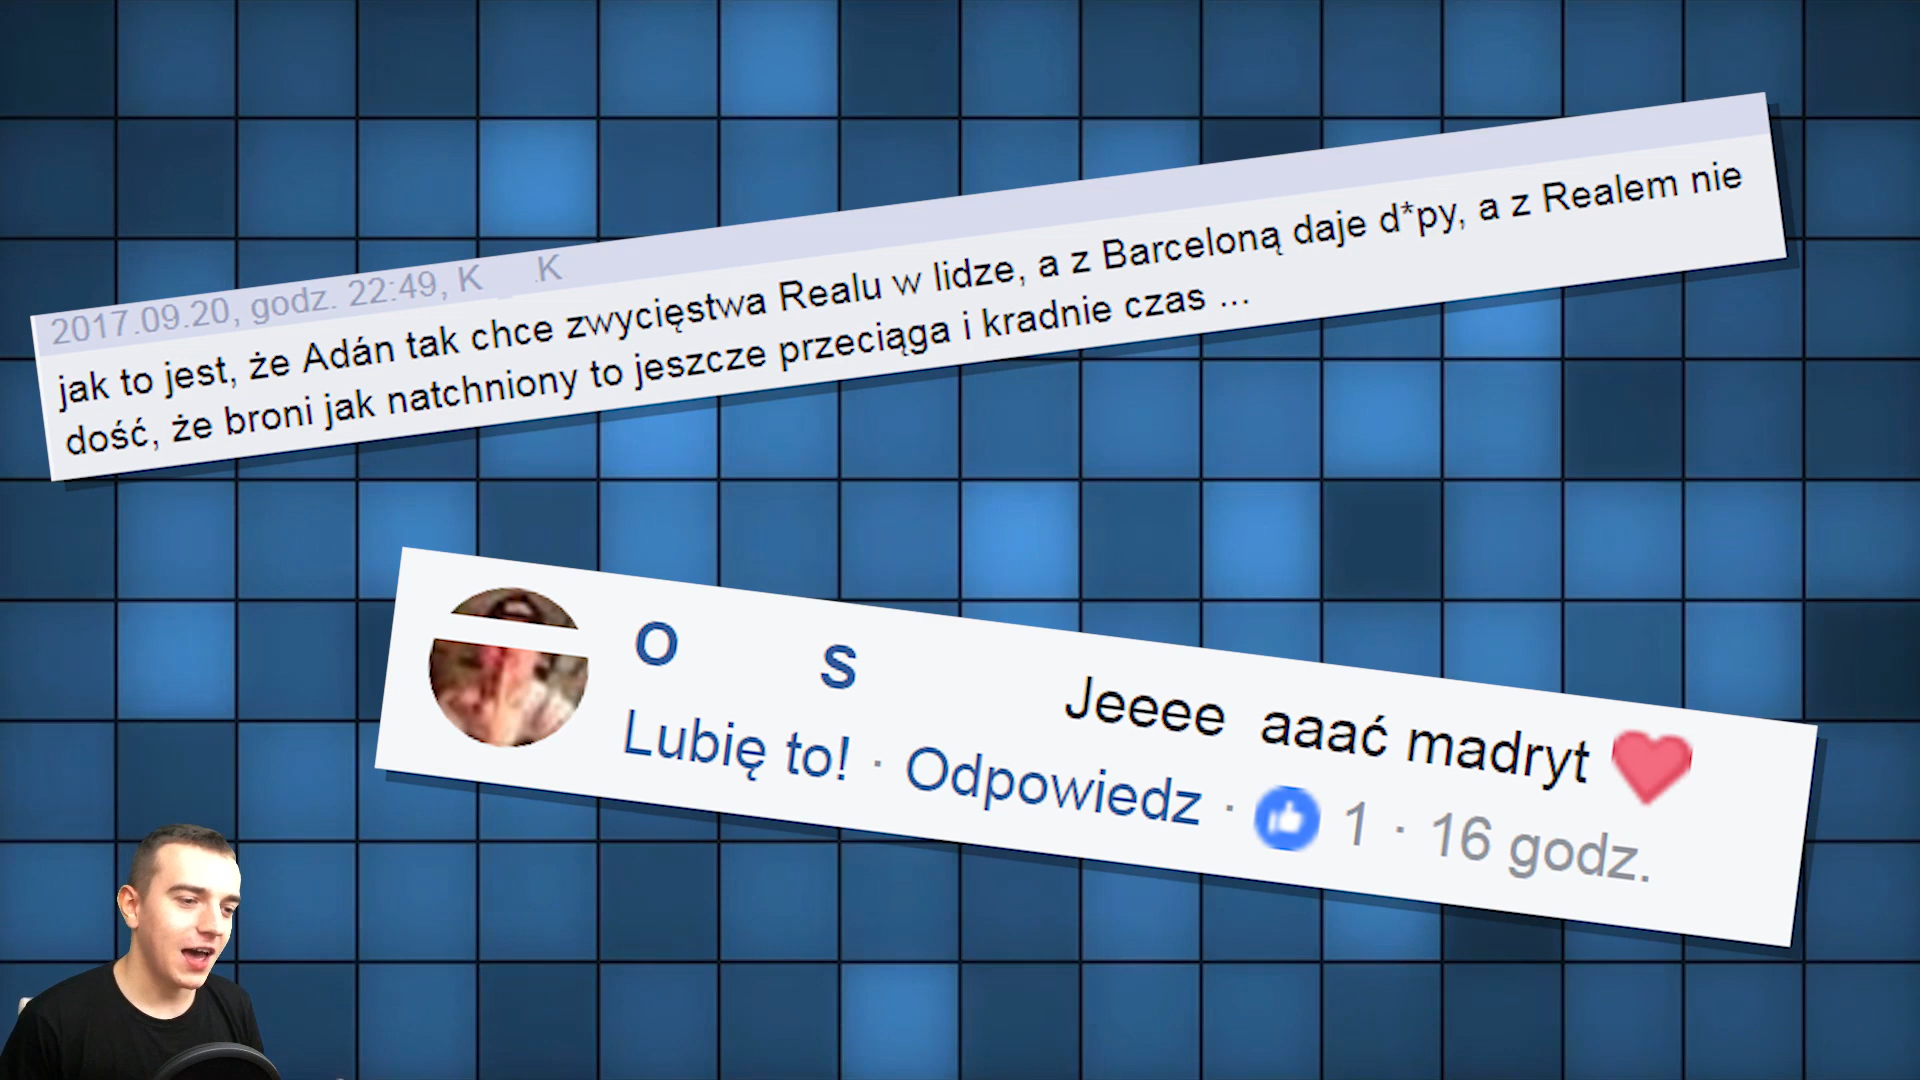 2017.09.20, godz. 22:49, K K
jak to jest, że Adán tak chce zwycięstwa Realu w lidze, a z Barceloną daje d*py, a z Realem nie
dość, że broni jak natchniony to jeszcze przeciąga i kradnie czas ...
O S Jeeee aaać madryt
Lubię to! · Odpowiedz · 1 · 16 godz.